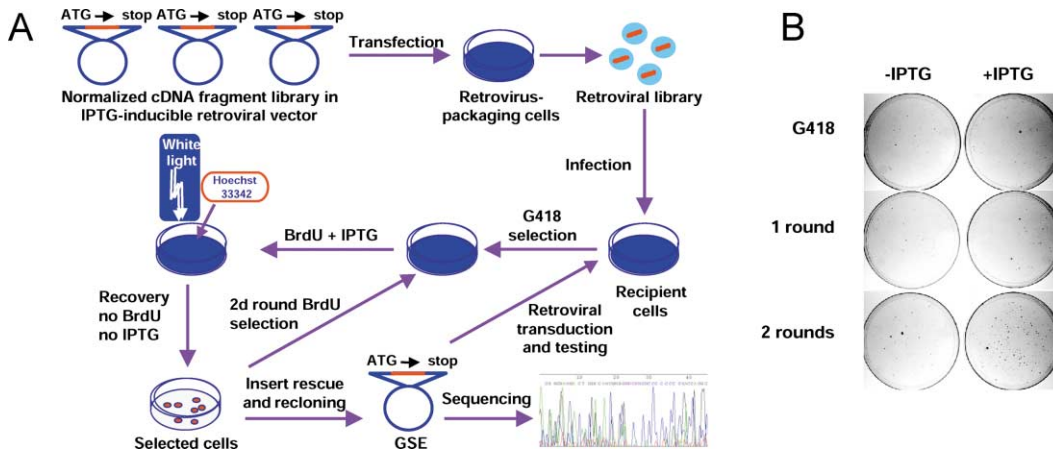 A
ATG → stop ATG → stop ATG → stop
Normalized cDNA fragment library in
IPTG-inducible retroviral vector
Transfection
Retrovirus-
packaging cells
Retroviral library
Infection
White
light
Hoechst
33342
BrdU + IPTG
G418
selection
Recipient
cells
Recovery
no BrdU
no IPTG
2d round BrdU
selection
Retroviral
transduction
and testing
Selected cells
Insert rescue
and recloning
ATG → stop
GSE
Sequencing
B
-IPTG +IPTG
G418
1 round
2 rounds